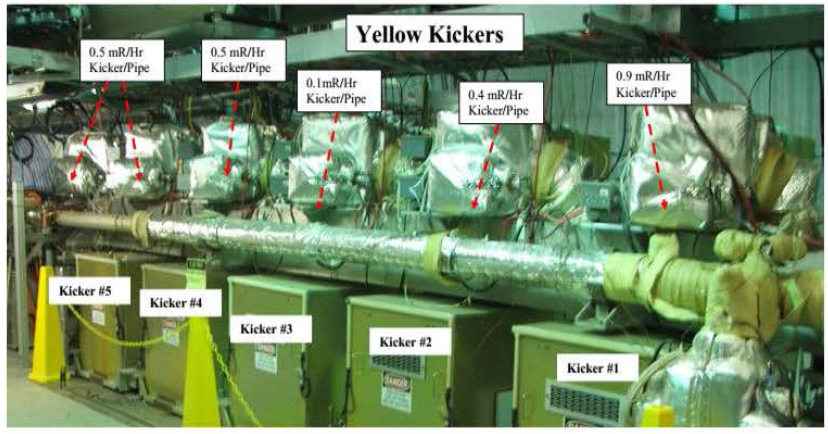 Yellow Kickers
0.5 mR/Hr
Kicker/Pipe
0.5 mR/Hr
Kicker/Pipe
0.1mR/Hr
Kicker/Pipe
0.4 mR/Hr
Kicker/Pipe
0.9 mR/Hr
Kicker/Pipe
Kicker #5
Kicker #4
Kicker #3
Kicker #2
Kicker #1
DANGER
DANGER